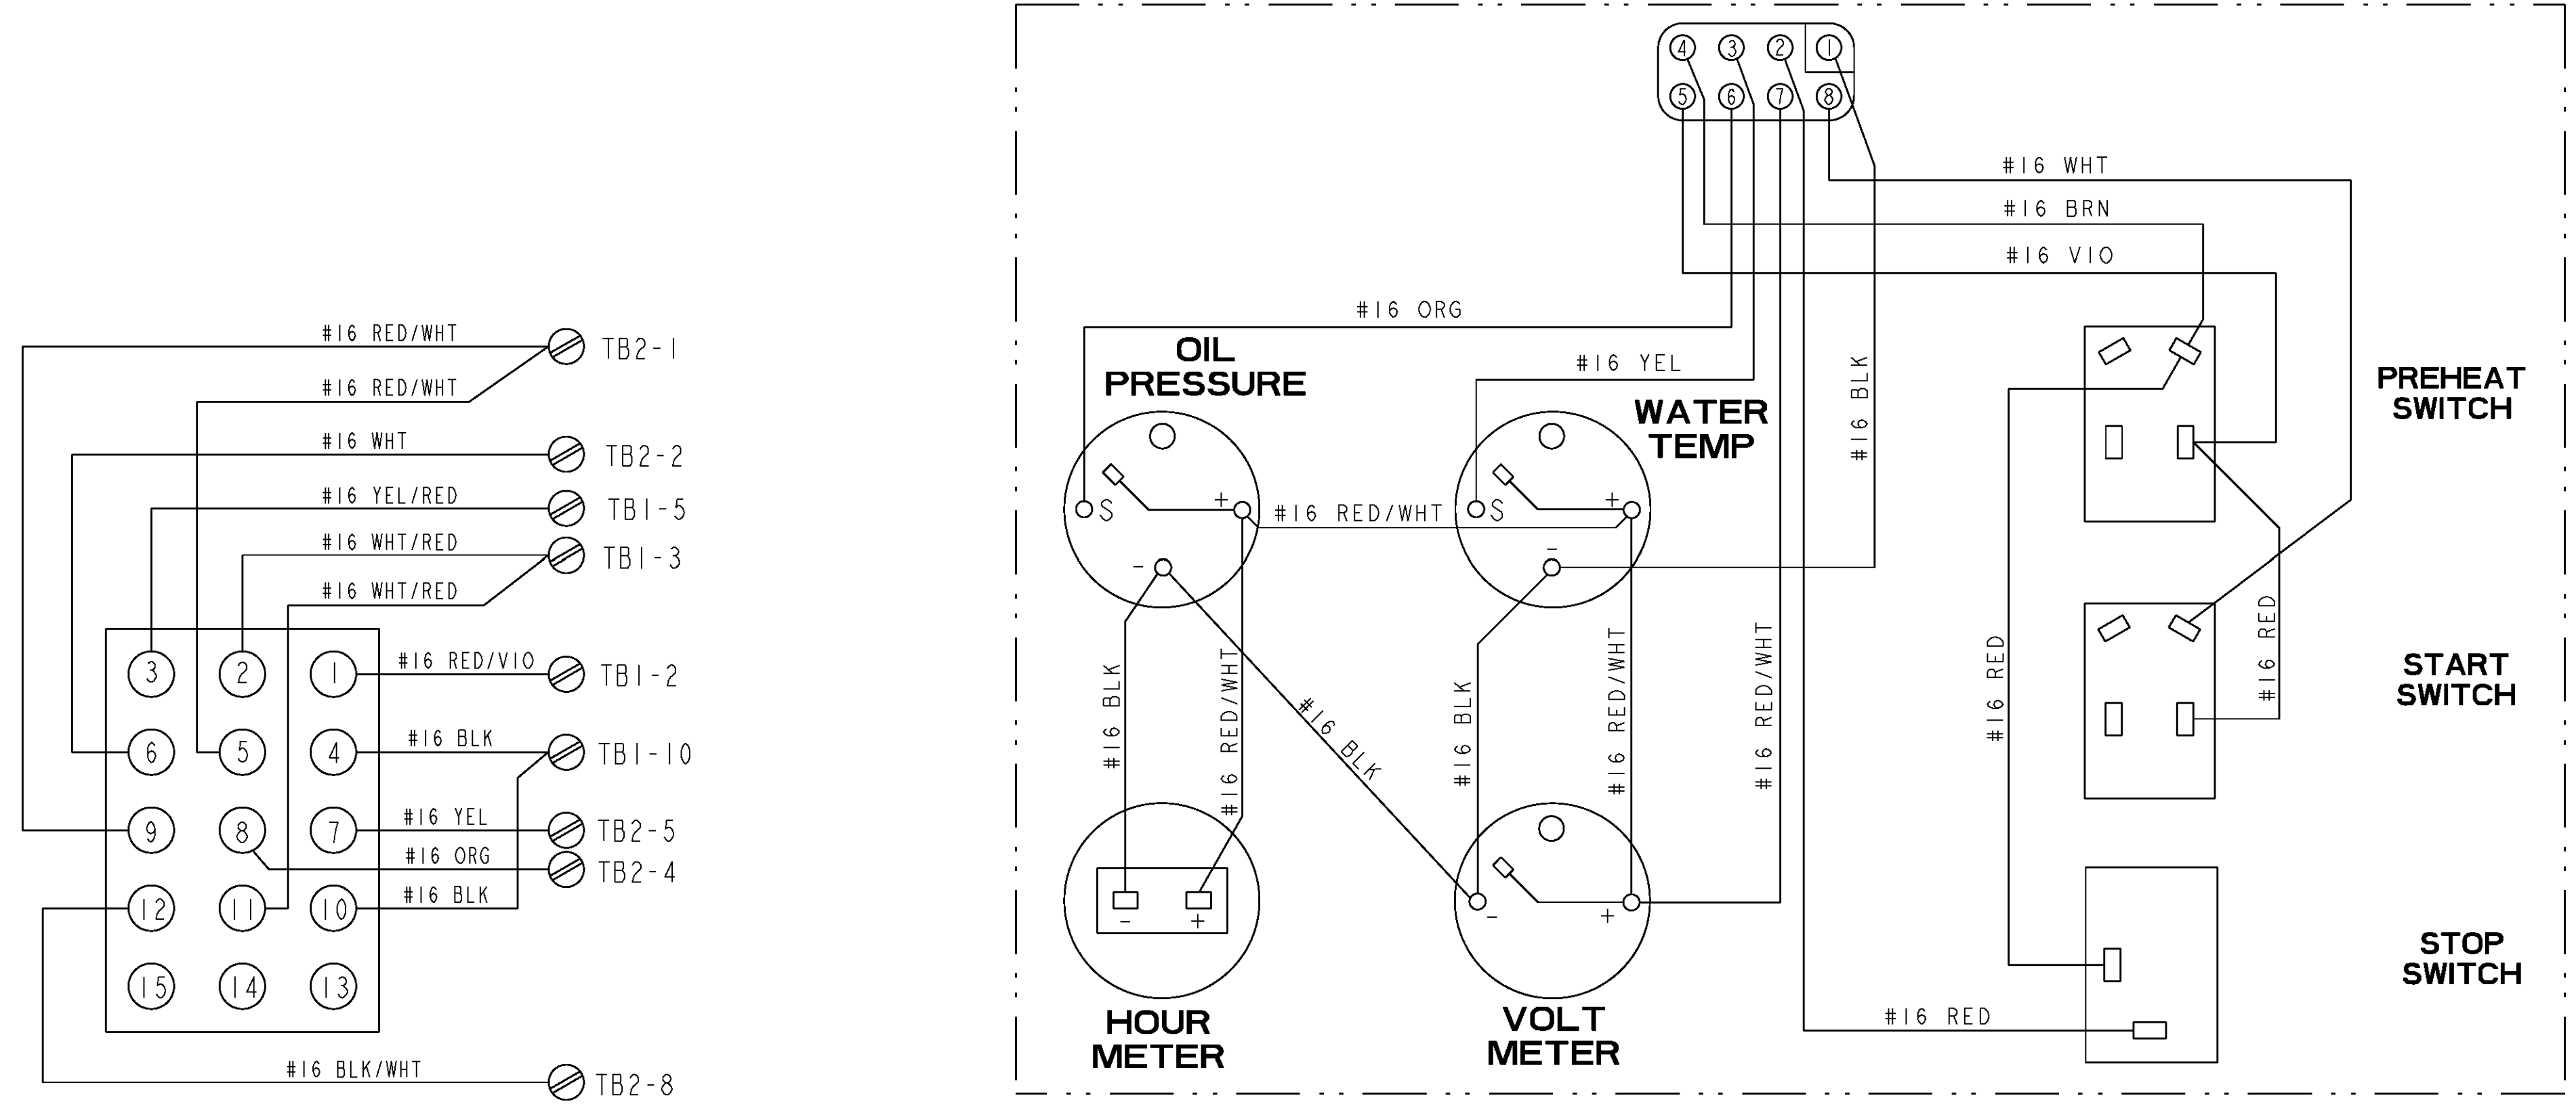 #16 RED/WHT
TB2-1
#16 RED/WHT
#16 WHT
TB2-2
#16 YEL/RED
TB1-5
#16 WHT/RED
TB1-3
#16 WHT/RED
3 2 1
#16 RED/VIO
TB1-2
6 5 4
#16 BLK
TB1-10
9 8 7
#16 YEL
TB2-5
#16 ORG
TB2-4
12 11 10
#16 BLK
15 14 13
#16 BLK/WHT
TB2-8
4 3 2 1
5 6 7 8
#16 WHT
#16 BRN
#16 VIO
#16 ORG
OIL
PRESSURE
#16 YEL
WATER
TEMP
#16 BLK
S + -
#16 RED/WHT
S + -
#16 BLK
#16 RED/WHT
#16 BLK
#16 BLK
#16 RED/WHT
#16 RED/WHT
- +
HOUR
METER
- +
VOLT
METER
PREHEAT
SWITCH
#16 RED
#16 RED
START
SWITCH
STOP
SWITCH
#16 RED